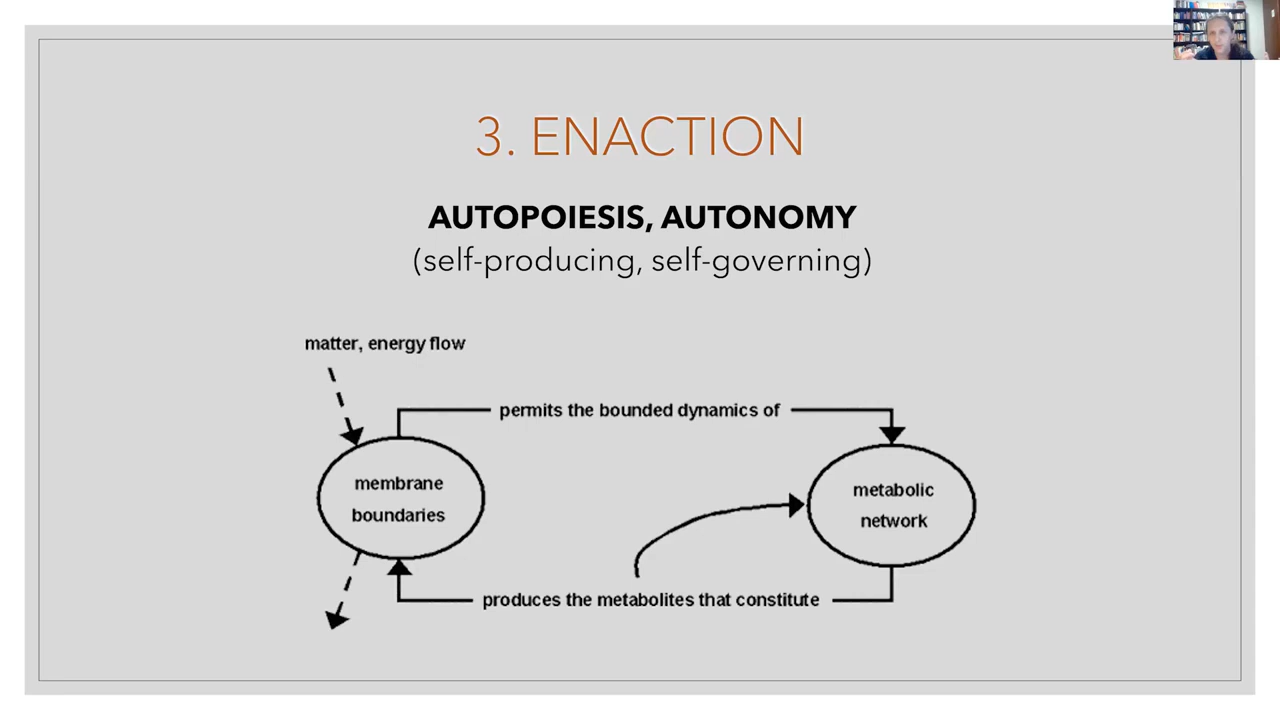 3. ENACTION
AUTOPOIESIS, AUTONOMY
(self-producing, self-governing)
matter, energy flow
permits the bounded dynamics of
membrane
boundaries
metabolic
network
produces the metabolites that constitute